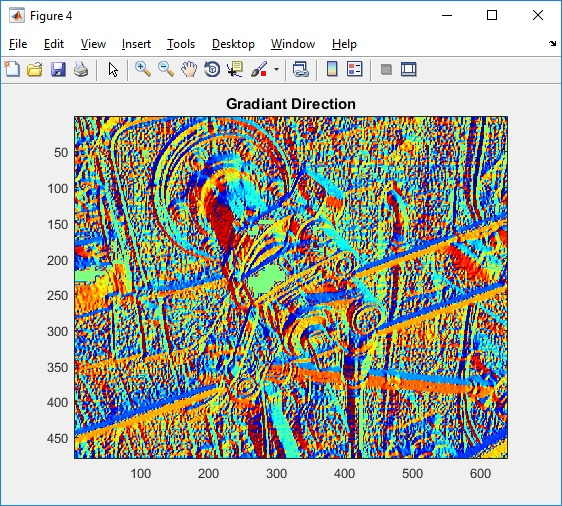 Figure 4
File Edit View Insert Tools Desktop Window Help
Gradiant Direction
50
100
150
200
250
300
350
400
450
100 200 300 400 500 600